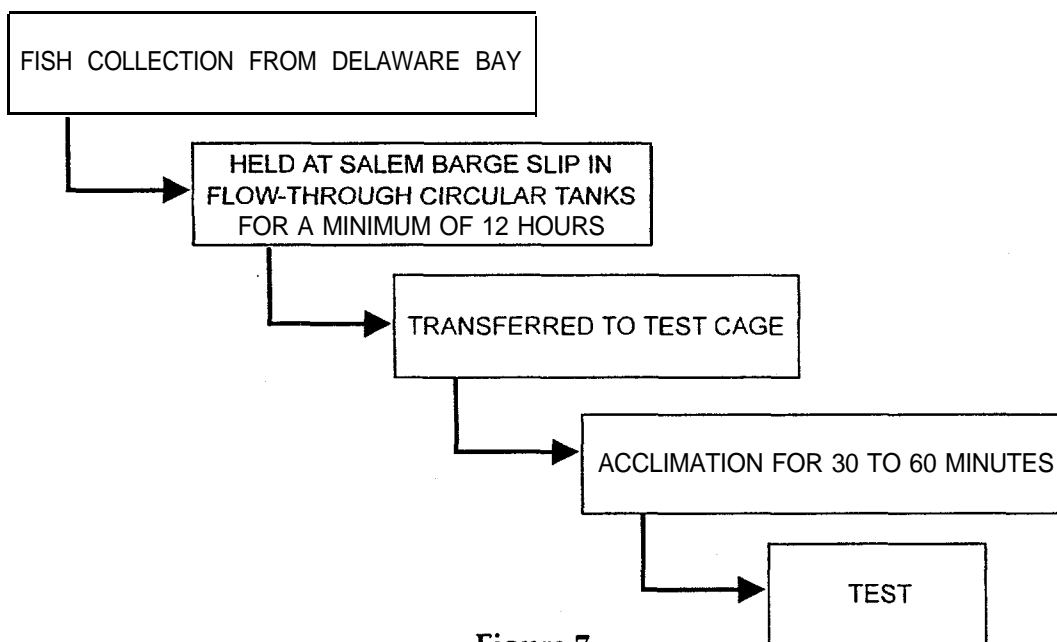 FISH COLLECTION FROM DELAWARE BAY
HELD AT SALEM BARGE SLIP IN
FLOW-THROUGH CIRCULAR TANKS
FOR A MINIMUM OF 12 HOURS
TRANSFERRED TO TEST CAGE
ACCLIMATION FOR 30 TO 60 MINUTES
TEST
Figure 7